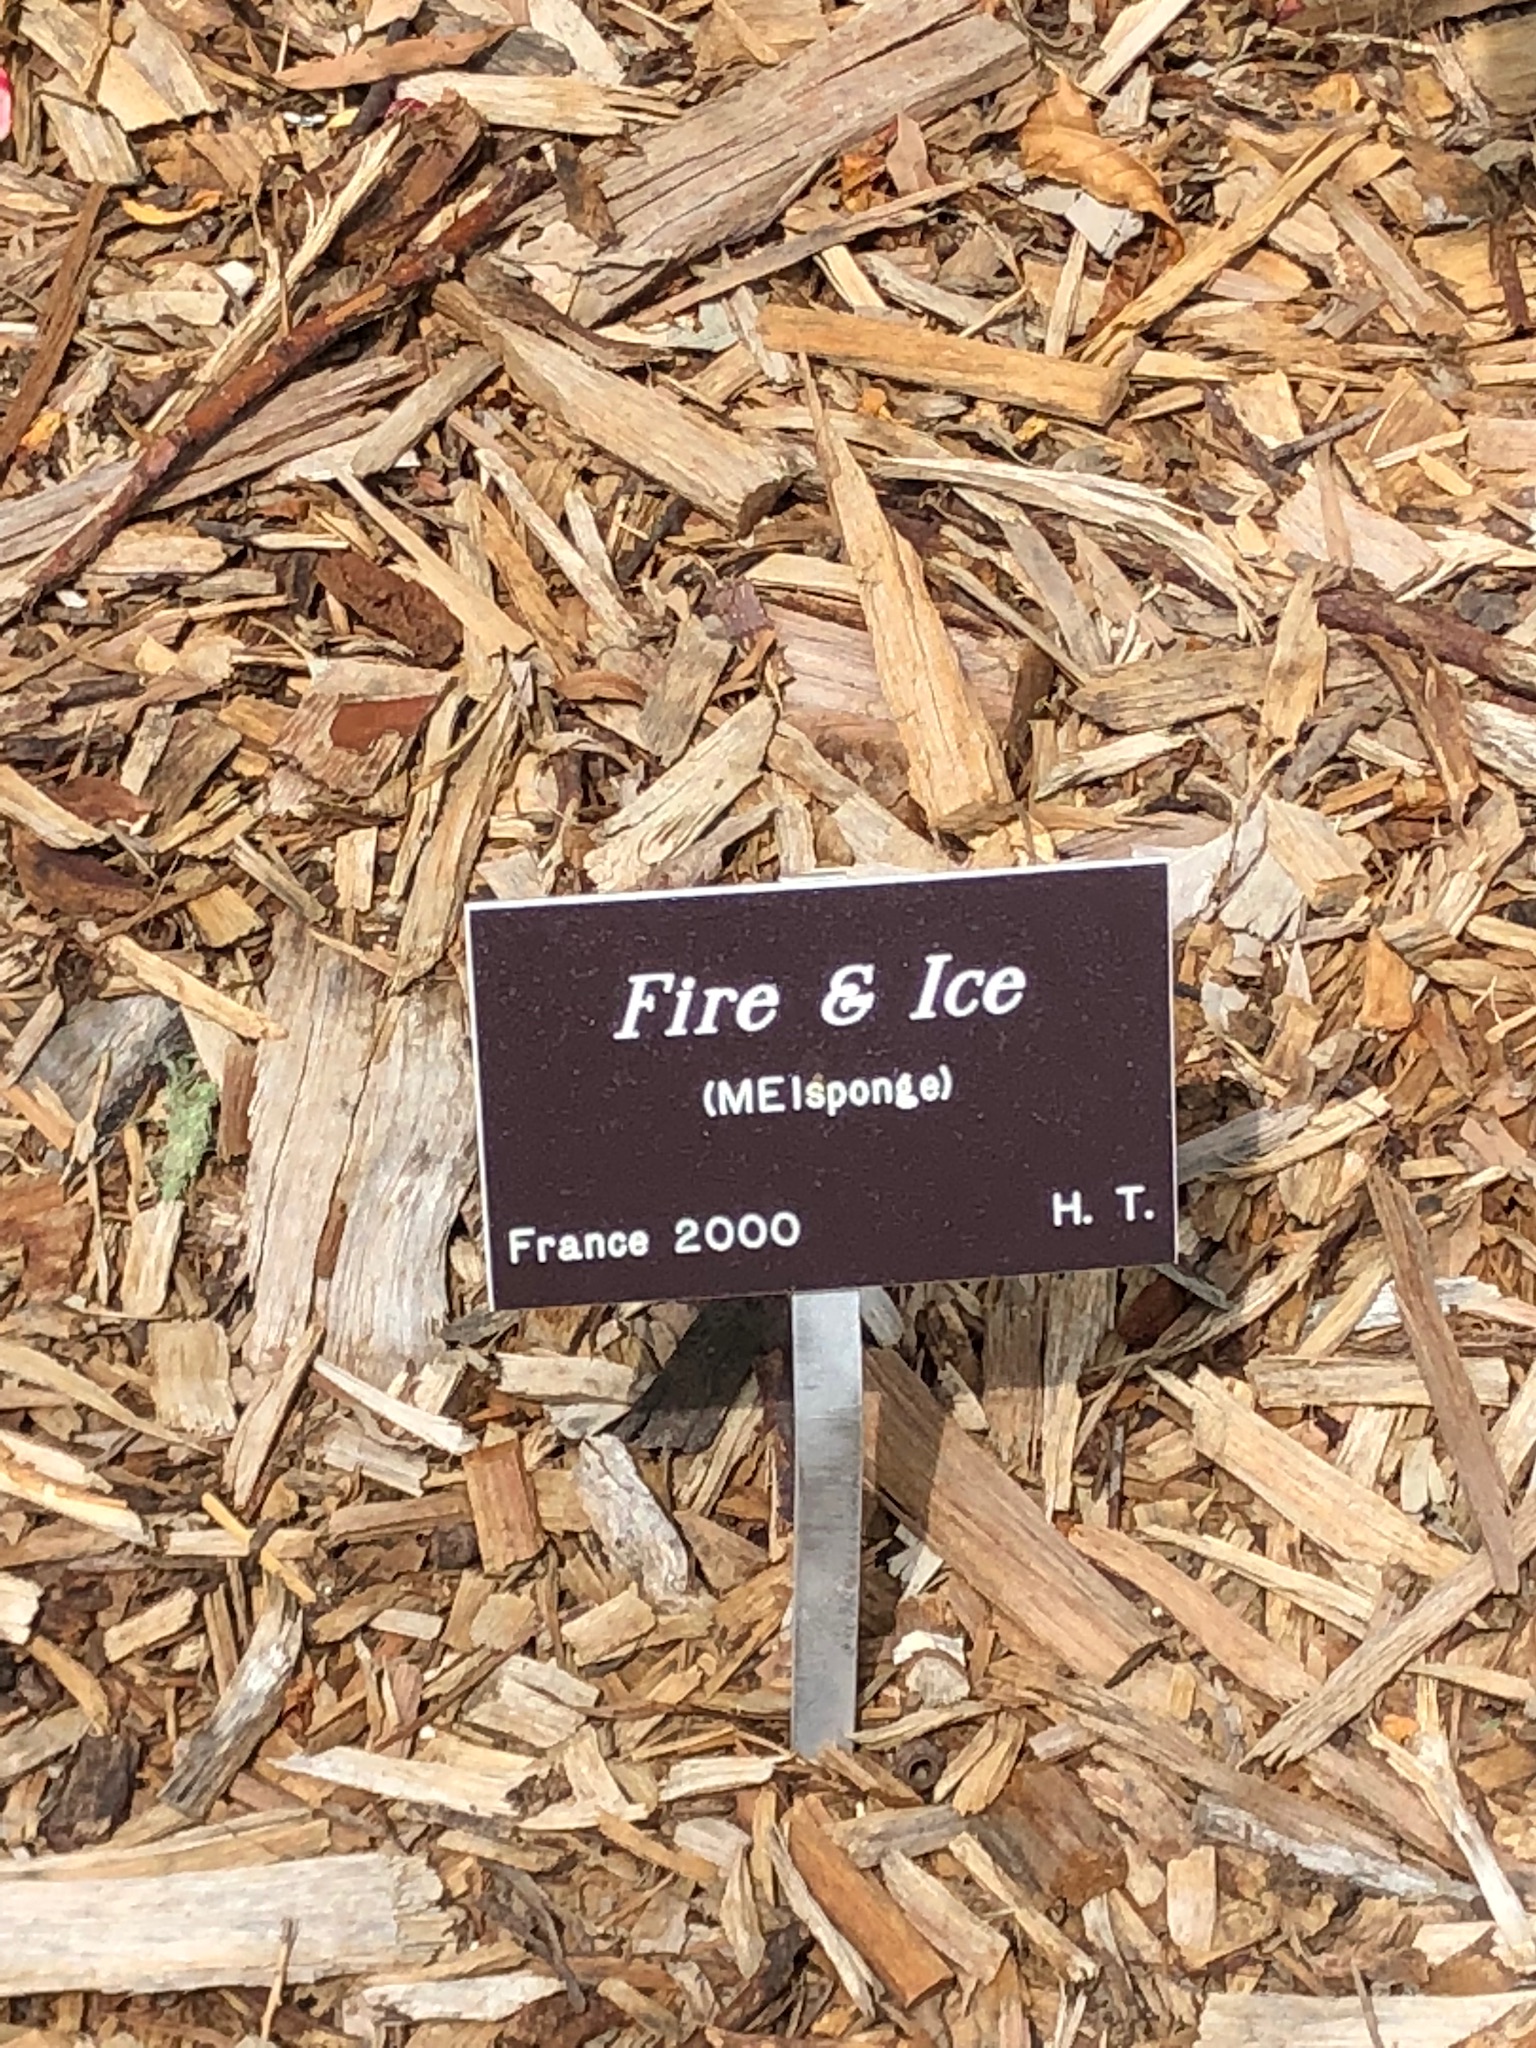 Fire & Ice
(MEIsponge)
France 2000 H. T.